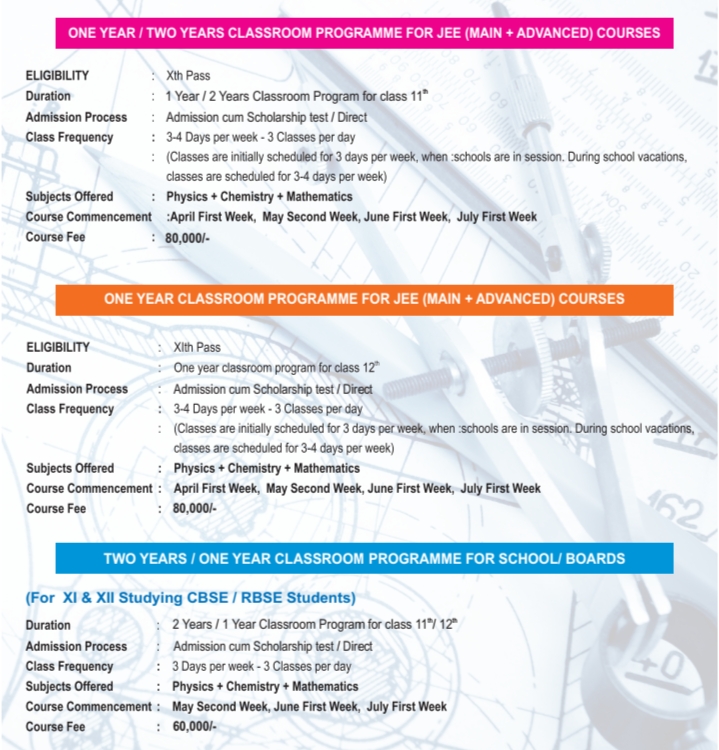 ONE YEAR / TWO YEARS CLASSROOM PROGRAMME FOR JEE (MAIN + ADVANCED) COURSES
ELIGIBILITY : Xth Pass
Duration : 1 Year / 2 Years Classroom Program for class 11th
Admission Process : Admission cum Scholarship test / Direct
Class Frequency : 3-4 Days per week - 3 Classes per day
: (Classes are initially scheduled for 3 days per week, when :schools are in session. During school vacations,
classes are scheduled for 3-4 days per week)
Subjects Offered : Physics + Chemistry + Mathematics
Course Commencement :April First Week, May Second Week, June First Week, July First Week
Course Fee : 80,000/-
ONE YEAR CLASSROOM PROGRAMME FOR JEE (MAIN + ADVANCED) COURSES
ELIGIBILITY : XIth Pass
Duration : One year classroom program for class 12th
Admission Process : Admission cum Scholarship test / Direct
Class Frequency : 3-4 Days per week - 3 Classes per day
: (Classes are initially scheduled for 3 days per week, when :schools are in session. During school vacations,
classes are scheduled for 3-4 days per week)
Subjects Offered : Physics + Chemistry + Mathematics
Course Commencement : April First Week, May Second Week, June First Week, July First Week
Course Fee : 80,000/-
162
TWO YEARS / ONE YEAR CLASSROOM PROGRAMME FOR SCHOOL/ BOARDS
(For XI & XII Studying CBSE / RBSE Students)
Duration : 2 Years / 1 Year Classroom Program for class 11th/ 12th
Admission Process : Admission cum Scholarship test / Direct
Class Frequency : 3 Days per week - 3 Classes per day
40
Subjects Offered : Physics + Chemistry + Mathematics
Course Commencement : May Second Week, June First Week, July First Week
Course Fee : 60,000/-